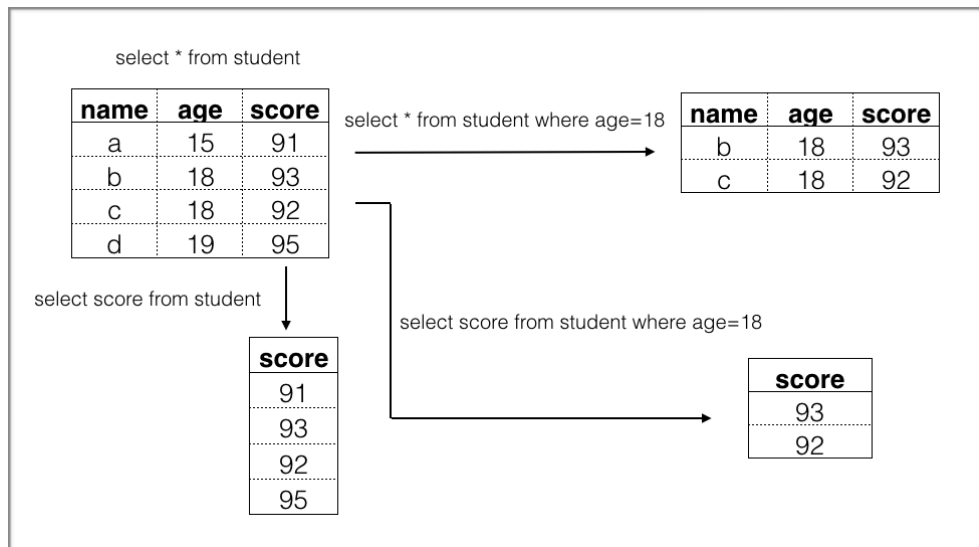 select * from student
name age score
a 15 91
b 18 93
c 18 92
d 19 95
select * from student where age=18
name age score
b 18 93
c 18 92
select score from student
score
91
93
92
95
select score from student where age=18
score
93
92